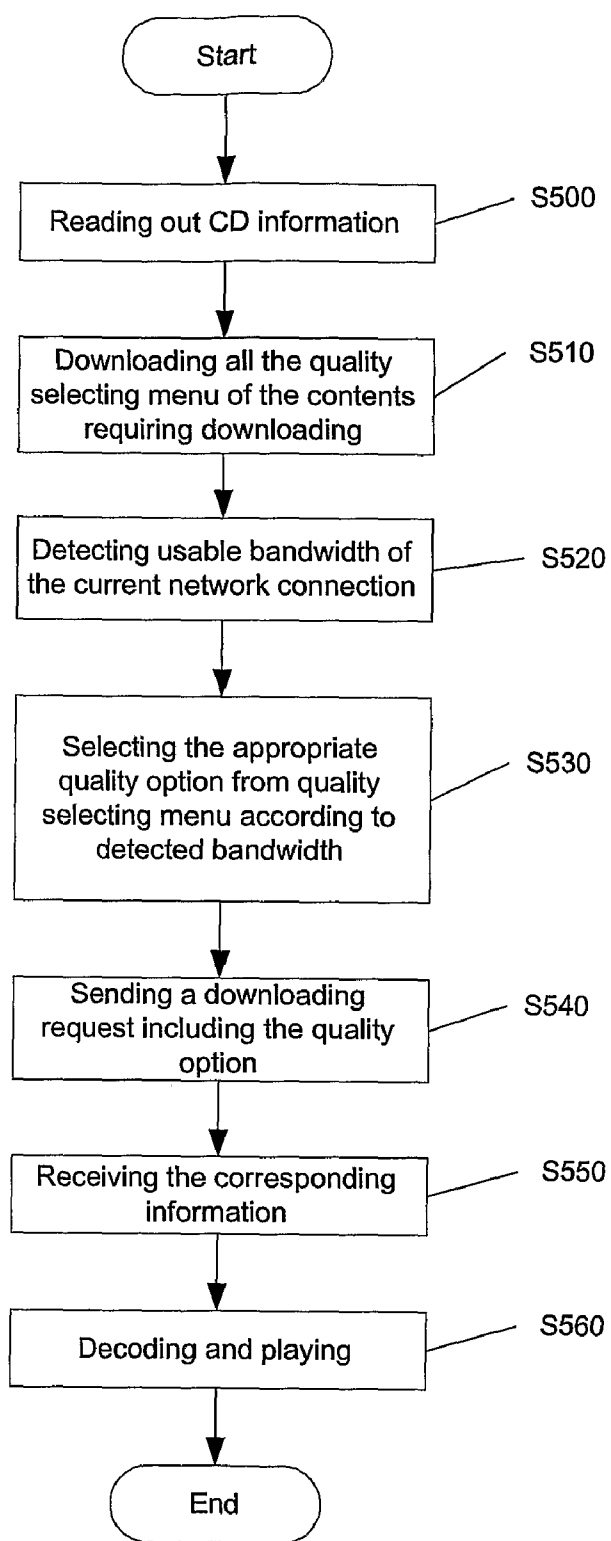 Start
Reading out CD information
S500
Downloading all the quality
selecting menu of the contents
requiring downloading
S510
Detecting usable bandwidth of
the current network connection
S520
Selecting the appropriate
quality option from quality
selecting menu according to
detected bandwidth
S530
Sending a downloading
request including the quality
option
S540
Receiving the corresponding
information
S550
Decoding and playing
S560
End